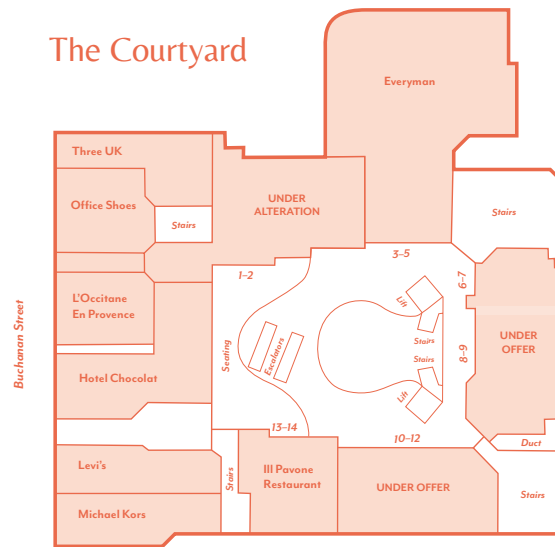 The Courtyard
Everyman
Three UK
Office Shoes
Stairs
UNDER
ALTERATION
Stairs
1–2
3–5
6–7
L'Occitane
En Provence
Lift
Stairs
Stairs
Lift
UNDER
OFFER
8–9
Buchanan Street
Seating
Escalators
Hotel Chocolat
13–14
10–12
Duct
Levi's
Stairs
Ill Pavone
Restaurant
UNDER OFFER
Stairs
Michael Kors